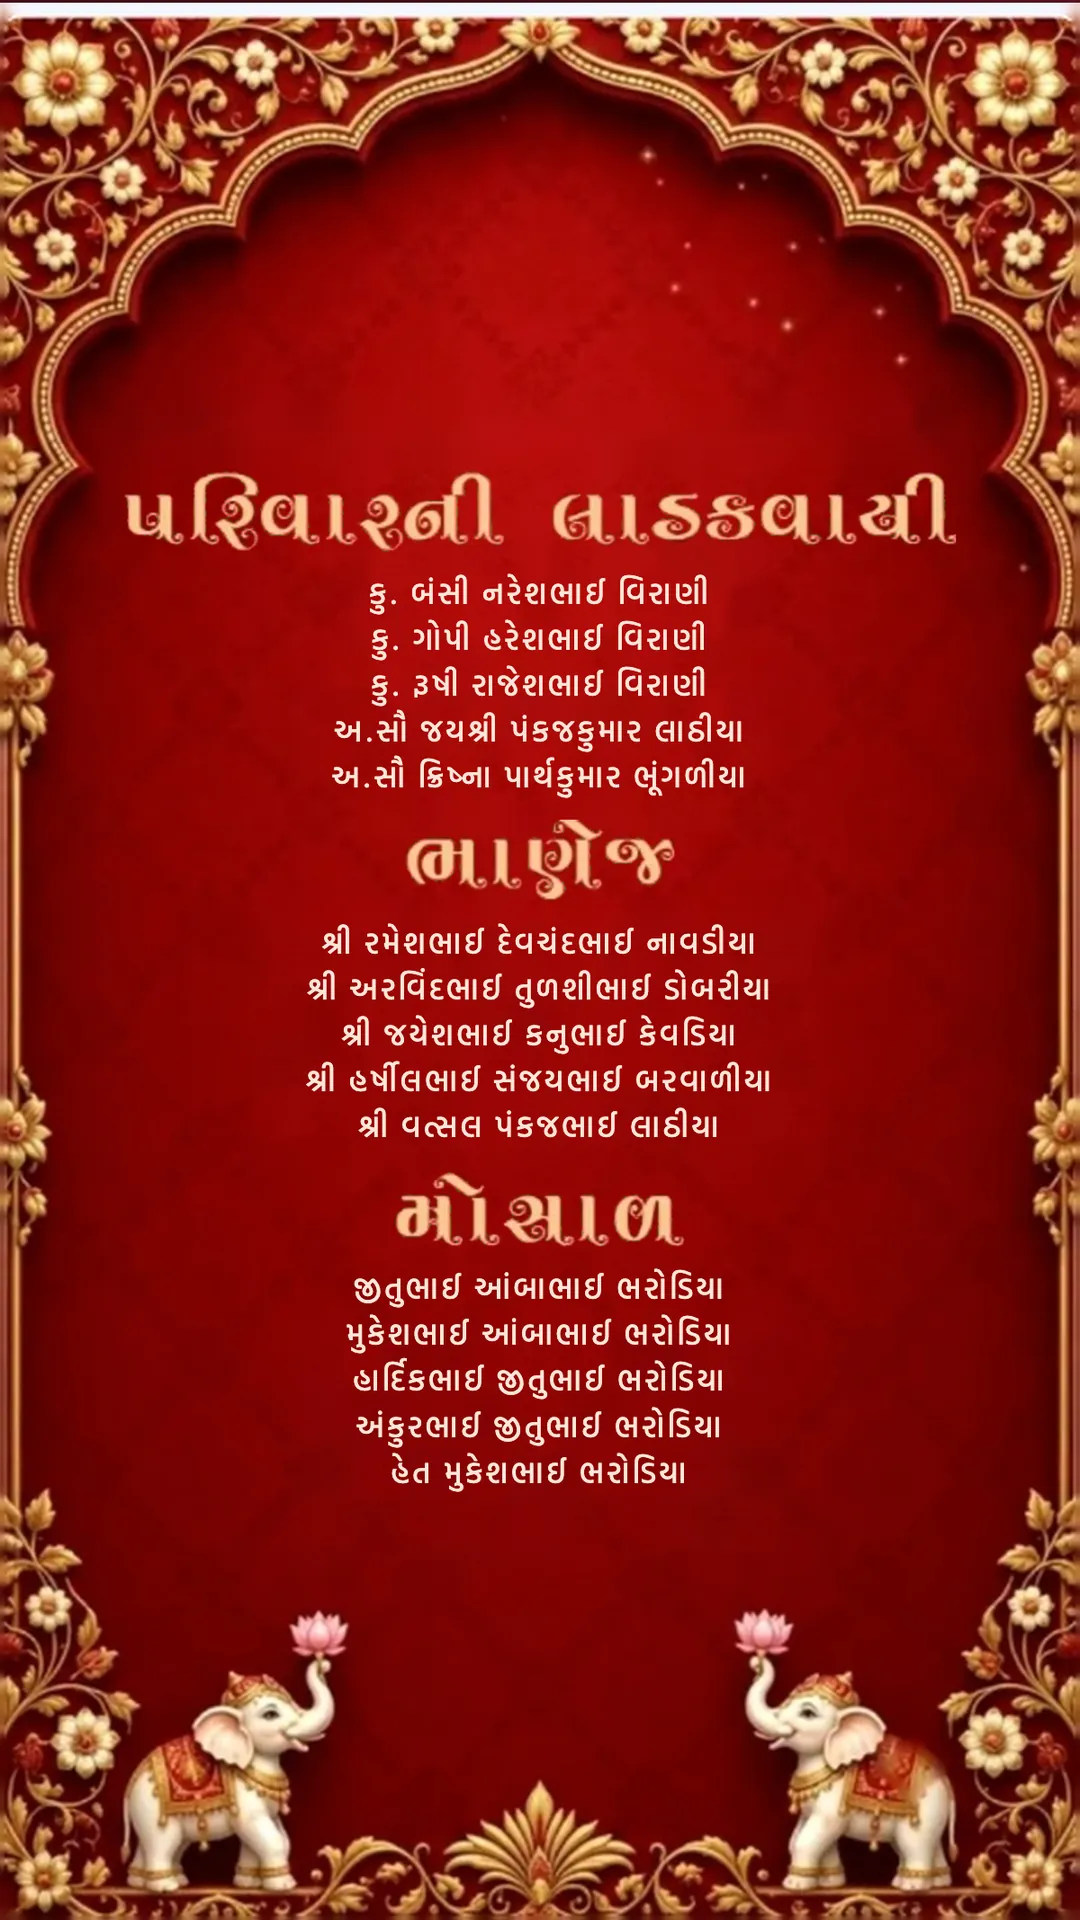 પરિવારની લાડકવાયી
કુ. બંસી નરેશભાઈ વિરાણી
કુ. ગોપી હરેશભાઈ વિરાણી
કુ. રૂષી રાજેશભાઈ વિરાણી
અ.સૌ જયશ્રી પંકજકુમાર લાઠીયા
અ.સૌ ક્રિષ્ના પાર્થકુમાર ભૂંગળીયા
ભાણેજ
શ્રી રમેશભાઈ દેવચંદભાઈ નાવડીયા
શ્રી અરવિંદભાઈ તુળશીભાઈ ડોબરીયા
શ્રી જયેશભાઈ કનુભાઈ કેવડિયા
શ્રી હર્ષીલભાઈ સંજયભાઈ બરવાળીયા
શ્રી વત્સલ પંકજભાઈ લાઠીયા
મોંસાળ
જીતુભાઈ આંબાભાઈ ભરોડિયા
મુકેશભાઈ આંબાભાઈ ભરોડિયા
હાર્દિકભાઈ જીતુભાઈ ભરોડિયા
અંકુરભાઈ જીતુભાઈ ભરોડિયા
હેત મુકેશભાઈ ભરોડિયા